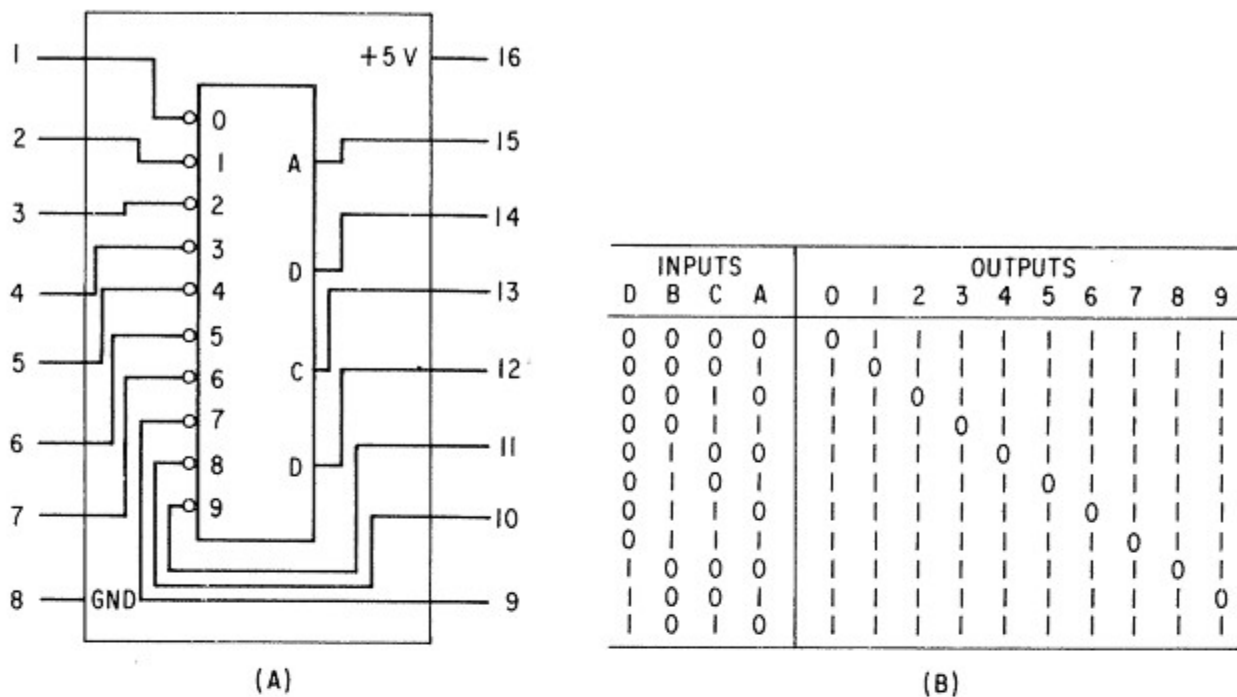 1 +5 V 16
0
2 15
1 A
3 2 14
3
D
4 4 13
5
5 6 C 12
7
6 8 D 11
9
7 10
8 GND 9
(A)
INPUTS OUTPUTS
D B C A 0 1 2 3 4 5 6 7 8 9
0 0 0 0 0 1 1 1 1 1 1 1 1 1
0 0 0 1 1 0 1 1 1 1 1 1 1 1
0 0 1 0 1 1 0 1 1 1 1 1 1 1
0 0 1 1 1 1 1 0 1 1 1 1 1 1
0 1 0 0 1 1 1 1 0 1 1 1 1 1
0 1 0 1 1 1 1 1 1 0 1 1 1 1
0 1 1 0 1 1 1 1 1 1 0 1 1 1
0 1 1 1 1 1 1 1 1 1 1 0 1 1
1 0 0 0 1 1 1 1 1 1 1 1 0 1
1 0 0 1 1 1 1 1 1 1 1 1 1 0
1 0 1 0 1 1 1 1 1 1 1 1 1 1
(B)